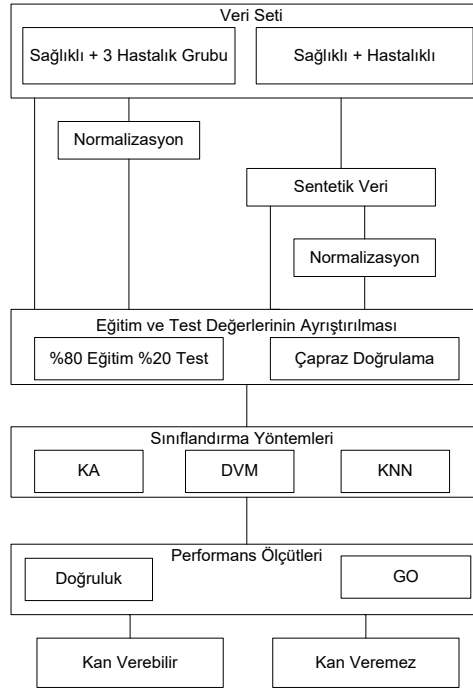 Veri Seti
Sağlıklı + 3 Hastalık Grubu
Sağlıklı + Hastalıklı
Normalizasyon
Sentetik Veri
Normalizasyon
Eğitim ve Test Değerlerinin Ayrıştırılması
%80 Eğitim %20 Test
Çapraz Doğrulama
Sınıflandırma Yöntemleri
KA
DVM
KNN
Performans Ölçütleri
Doğruluk
GO
Kan Verebilir
Kan Veremez